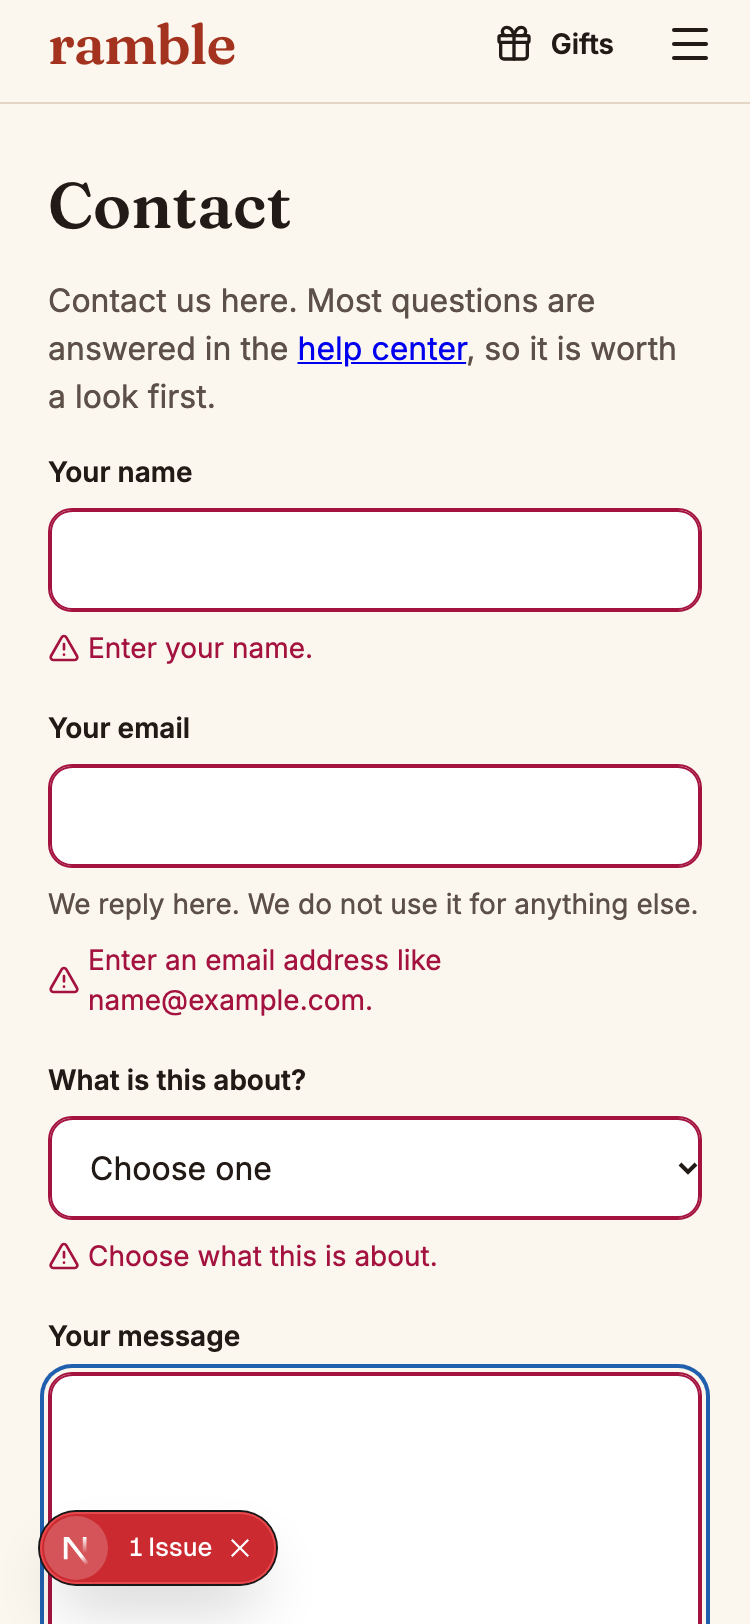 ramble
Gifts
Contact
Contact us here. Most questions are
answered in the help center, so it is worth
a look first.
Your name
Enter your name.
Your email
We reply here. We do not use it for anything else.
Enter an email address like
name@example.com.
What is this about?
Choose one
Choose what this is about.
Your message
N 1 Issue